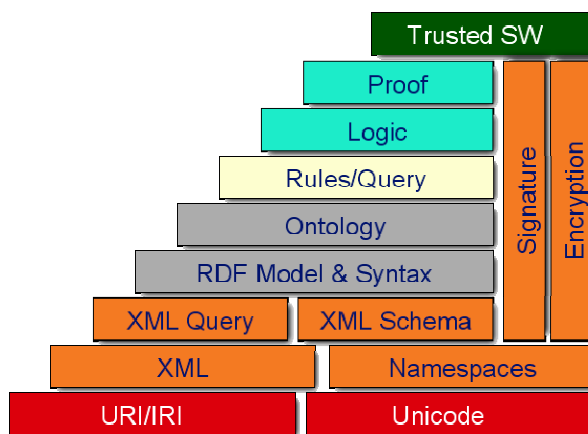 Trusted SW
Proof
Logic
Rules/Query
Ontology
RDF Model & Syntax
Signature
Encryption
XML Query
XML Schema
XML
Namespaces
URI/IRI
Unicode